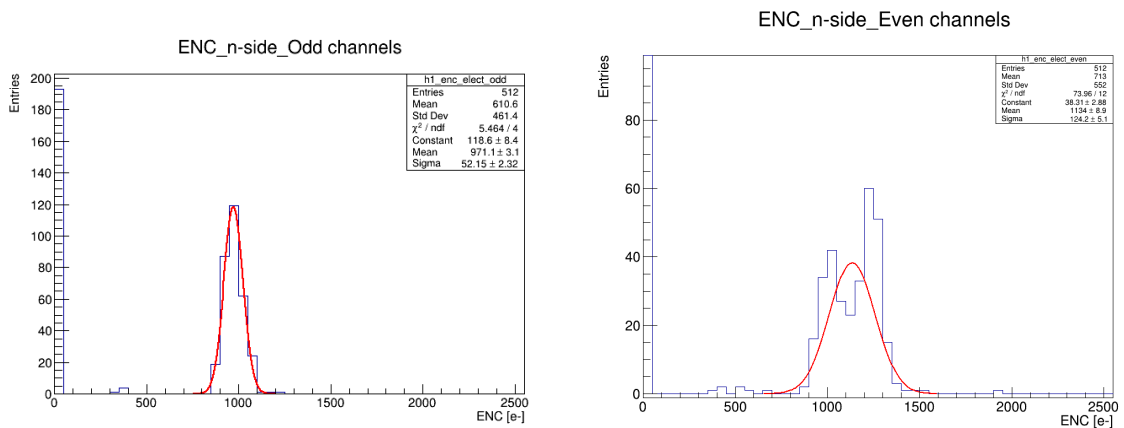 ENC_n-side_Odd channels
h1_enc_elect_odd
Entries 512
Mean 610.6
Std Dev 461.4
χ² / ndf 5.464 / 4
Constant 118.6 ± 8.4
Mean 971.1 ± 3.1
Sigma 52.15 ± 2.32
Entries
200
180
160
140
120
100
80
60
40
20
0
0 500 1000 1500 2000 2500
ENC [e-]
ENC_n-side_Even channels
h1_enc_elect_even
Entries 512
Mean 713
Std Dev 552
χ² / ndf 73.96 / 12
Constant 38.31 ± 2.88
Mean 1134 ± 8.9
Sigma 124.2 ± 5.1
Entries
80
60
40
20
0
0 500 1000 1500 2000 2500
ENC [e-]